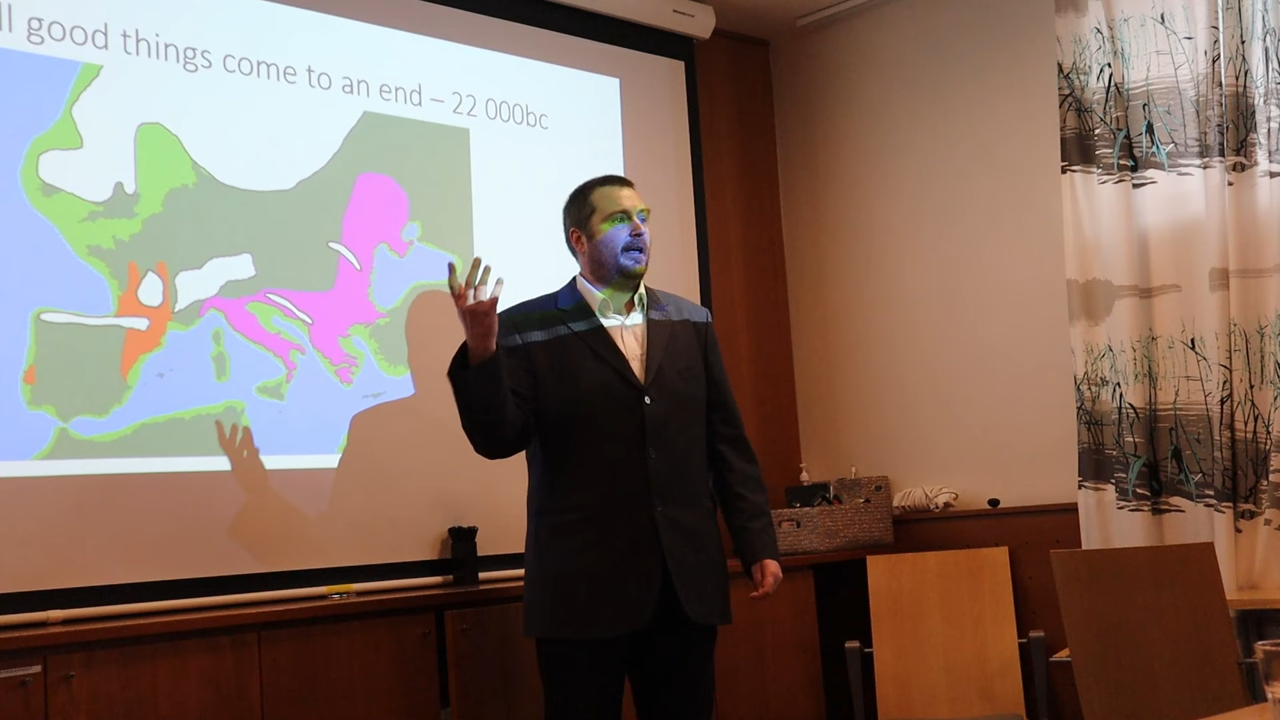 ll good things come to an end – 22 000bc